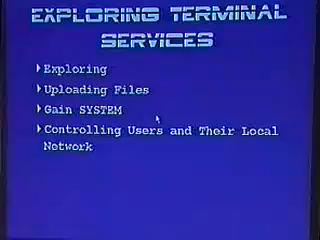 EXPLORING TERMINAL
SERVICES
Exploring
Uploading Files
Gain SYSTEM
Controlling Users and Their Local
Network